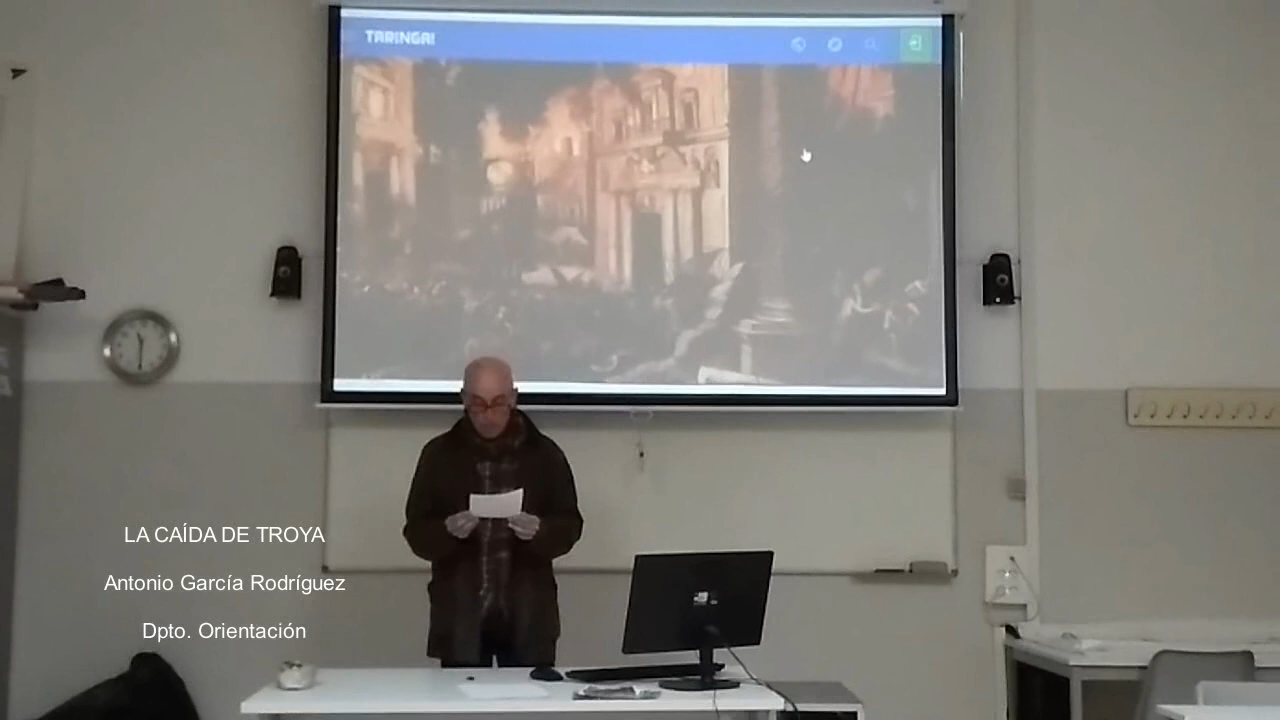 TARINGA!
LA CAÍDA DE TROYA
Antonio García Rodríguez
Dpto. Orientación